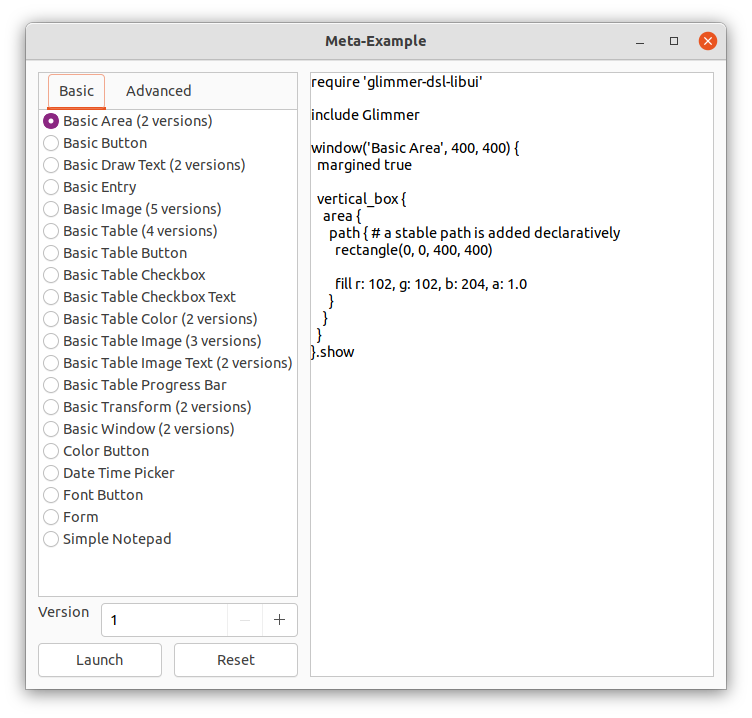 Meta-Example
Basic Advanced
Basic Area (2 versions)
Basic Button
Basic Draw Text (2 versions)
Basic Entry
Basic Image (5 versions)
Basic Table (4 versions)
Basic Table Button
Basic Table Checkbox
Basic Table Checkbox Text
Basic Table Color (2 versions)
Basic Table Image (3 versions)
Basic Table Image Text (2 versions)
Basic Table Progress Bar
Basic Transform (2 versions)
Basic Window (2 versions)
Color Button
Date Time Picker
Font Button
Form
Simple Notepad
Version 1
Launch Reset
require 'glimmer-dsl-libui'

include Glimmer

window('Basic Area', 400, 400) {
  margined true

  vertical_box {
    area {
      path { # a stable path is added declaratively
        rectangle(0, 0, 400, 400)

        fill r: 102, g: 102, b: 204, a: 1.0
      }
    }
  }
}.show